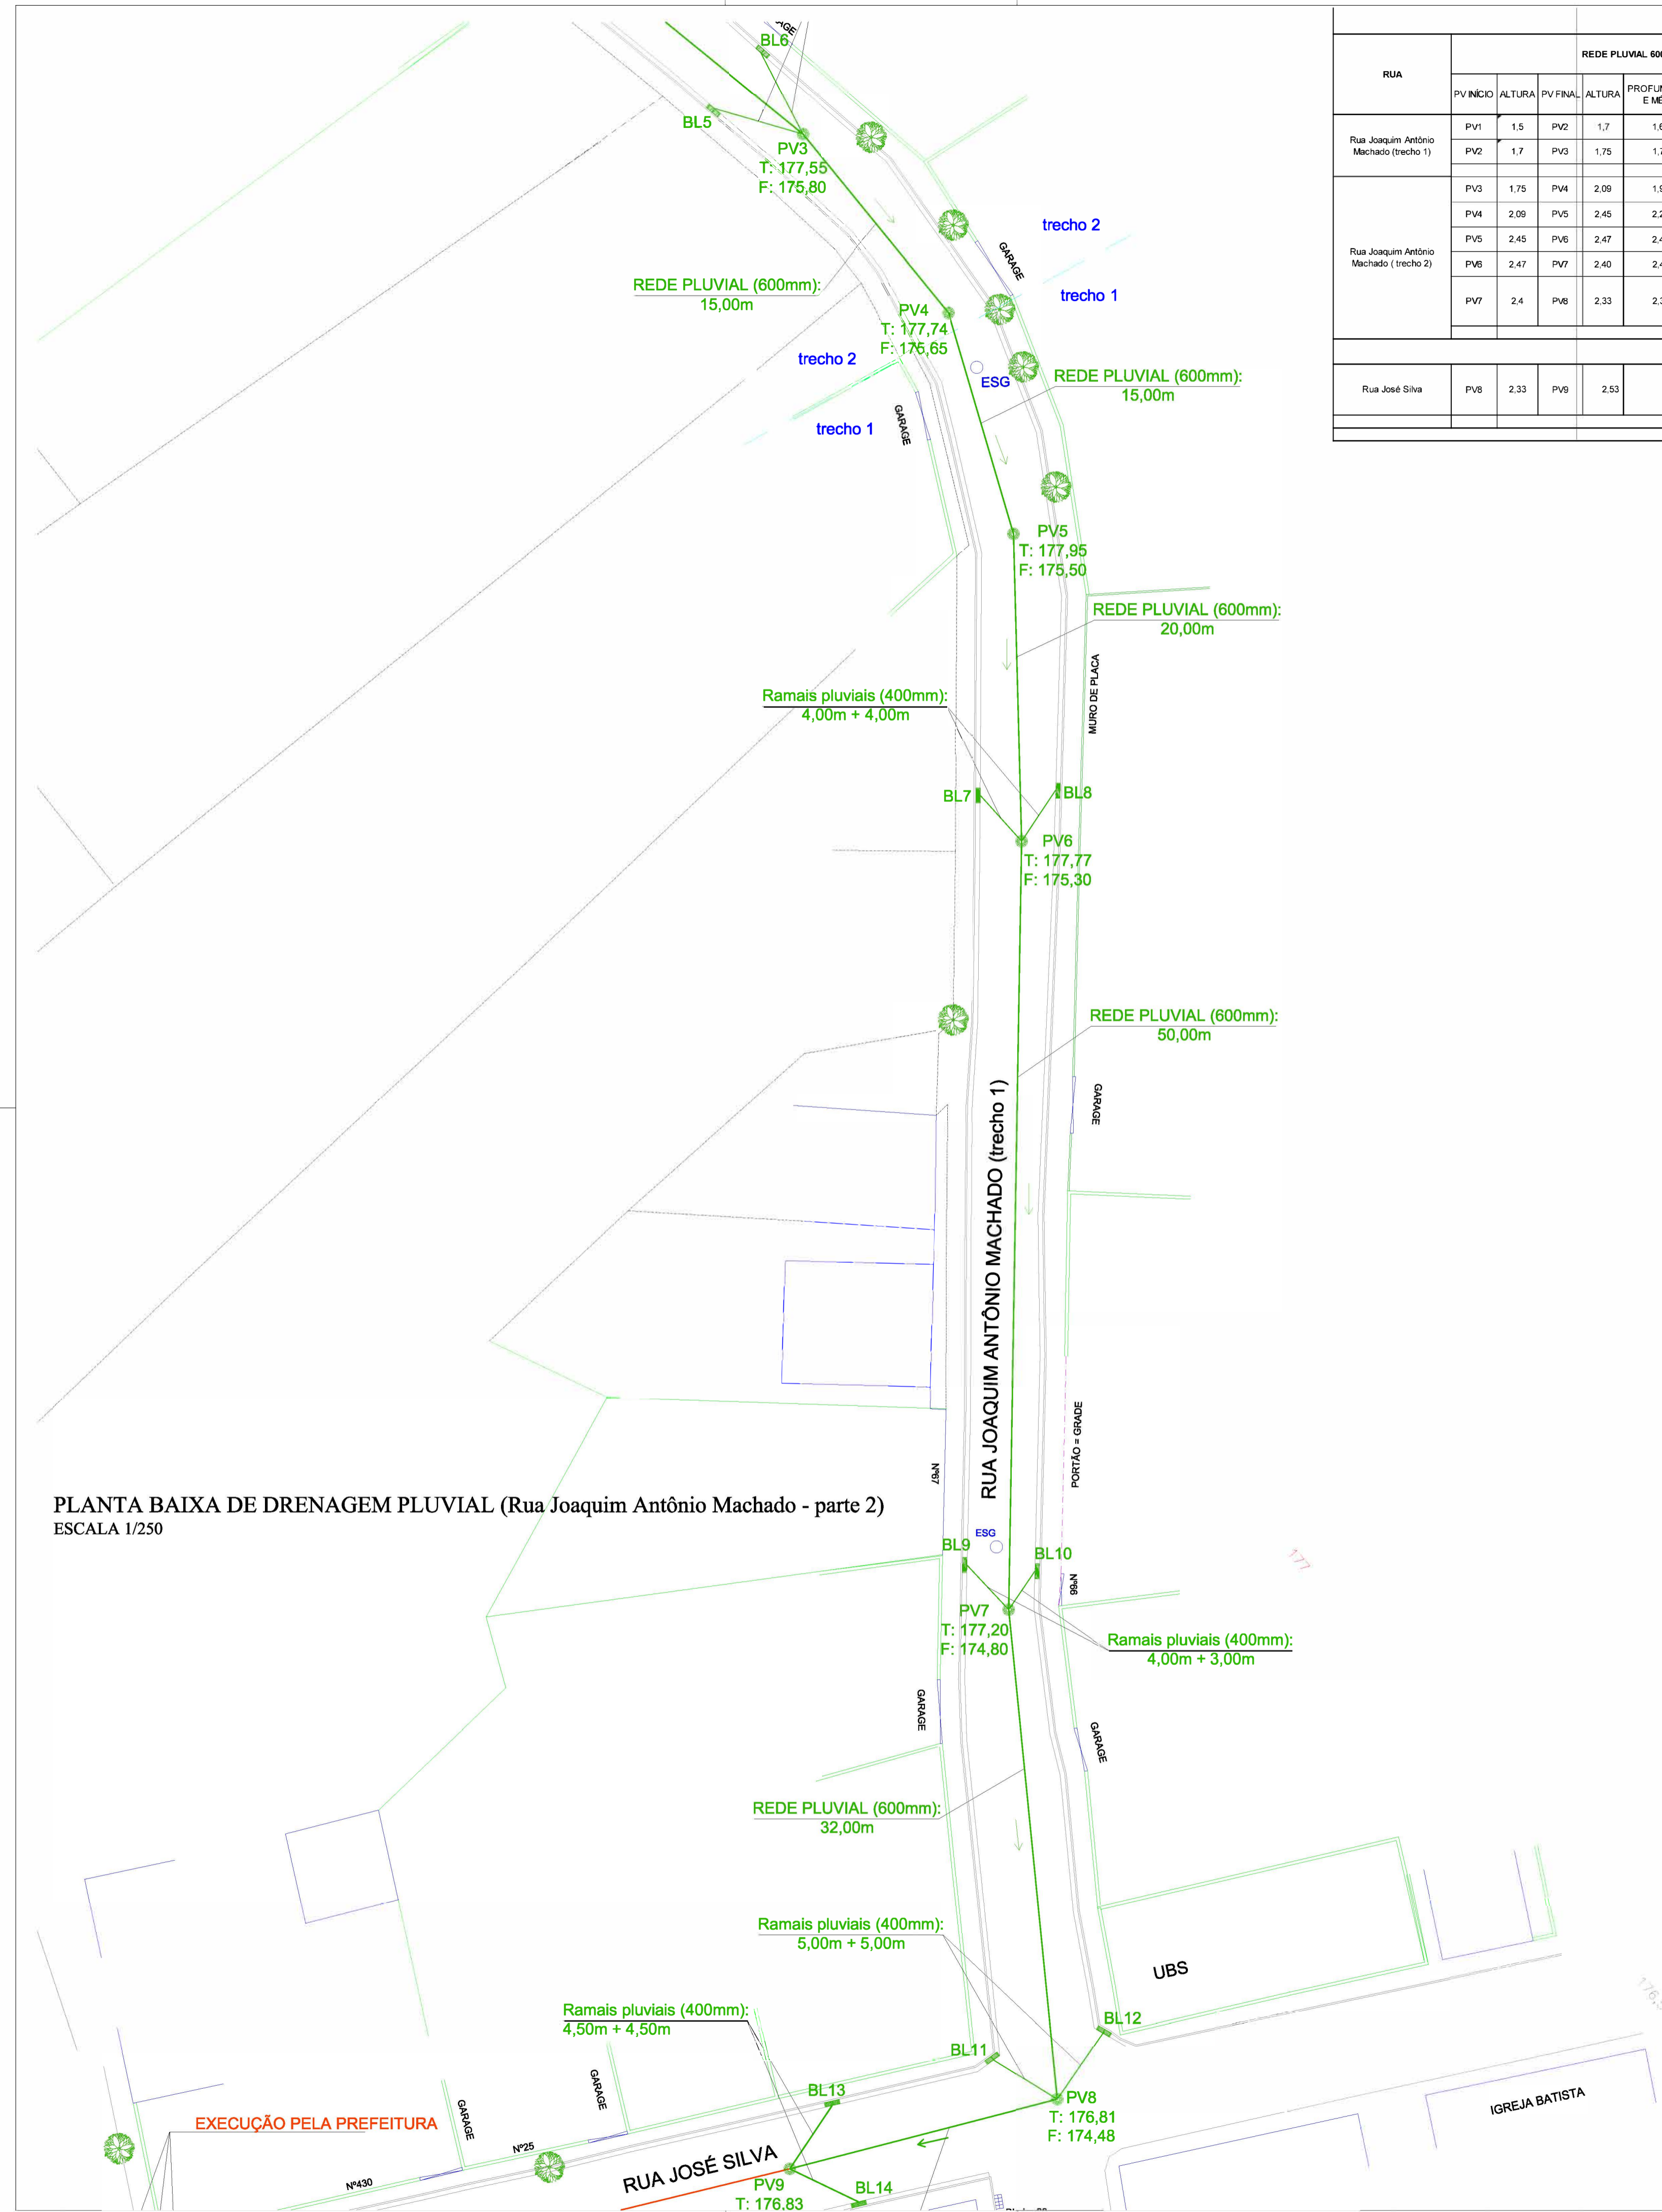 RUA
REDE PLUVIAL
PV INÍCIO ALTURA PV FINAL ALTURA
PV1 1,5 PV2 1,7
Rua Joaquim Antônio
Machado (trecho 1)
PV2 1,7 PV3 1,75
PV3 1,75 PV4 2,09
PV4 2,09 PV5 2,45
PV5 2,45 PV6 2,47
Rua Joaquim Antônio
Machado ( trecho 2)
PV6 2,47 PV7 2,40
PV7 2,4 PV8 2,33
Rua José Silva PV8 2,33 PV9 2,53
BL6
BL5
PV3
T: 177,55
F: 175,80
trecho 2
GARAGE
trecho 1
REDE PLUVIAL (600mm):
15,00m
PV4
T: 177,74
F: 175,65
trecho 2
ESG
REDE PLUVIAL (600mm):
15,00m
trecho 1
GARAGE
PV5
T: 177,95
F: 175,50
REDE PLUVIAL (600mm):
20,00m
MURO DE PLACA
Ramais pluviais (400mm):
4,00m + 4,00m
BL7
BL8
PV6
T: 177,77
F: 175,30
REDE PLUVIAL (600mm):
50,00m
GARAGE
RUA JOAQUIM ANTÔNIO MACHADO (trecho 1)
PORTÃO = GRADE
Nº67
PLANTA BAIXA DE DRENAGEM PLUVIAL (Rua Joaquim Antônio Machado - parte 2)
ESCALA 1/250
ESG
BL9
BL10
177
Nº66
PV7
T: 177,20
F: 174,80
Ramais pluviais (400mm):
4,00m + 3,00m
GARAGE
GARAGE
REDE PLUVIAL (600mm):
32,00m
Ramais pluviais (400mm):
5,00m + 5,00m
UBS
Ramais pluviais (400mm):
4,50m + 4,50m
BL12
BL11
BL13
PV8
T: 176,81
F: 174,48
GARAGE
GARAGE
IGREJA BATISTA
EXECUÇÃO PELA PREFEITURA
Nº25
Nº430
RUA JOSÉ SILVA
PV9
T: 176,83
BL14